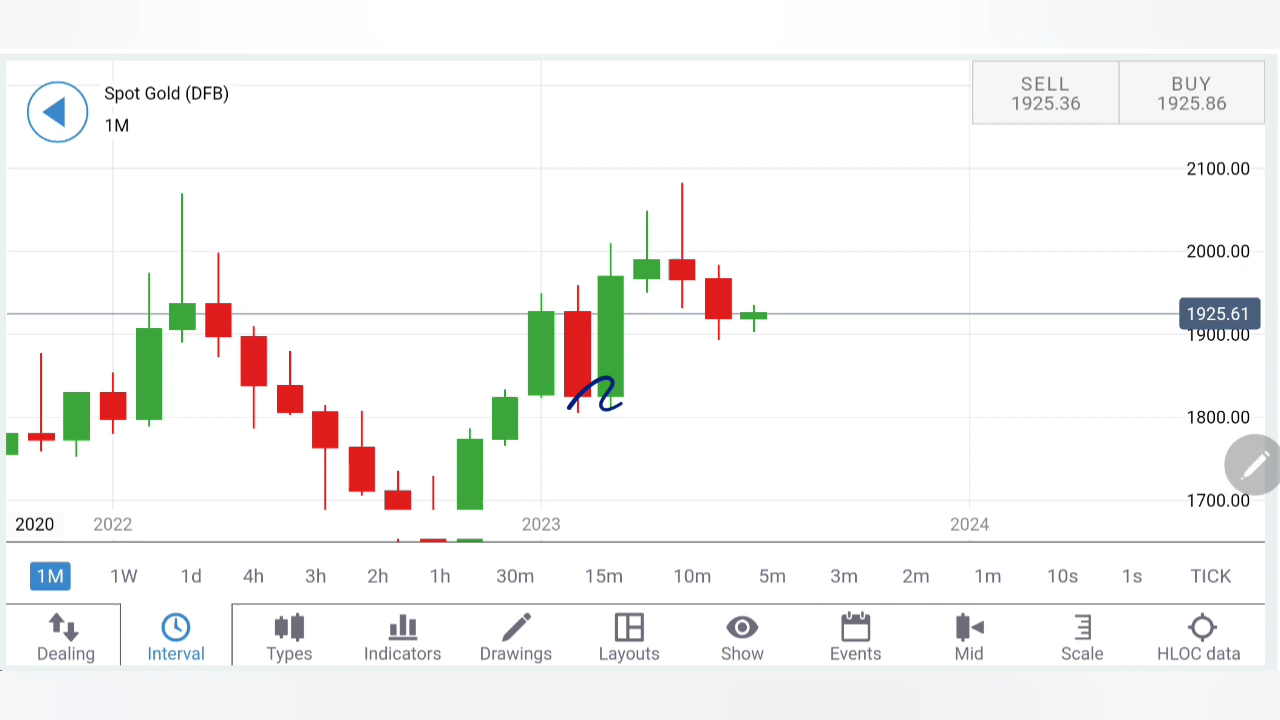 Spot Gold (DFB)
1M
SELL
1925.36
BUY
1925.86
2100.00
2000.00
1925.61
1900.00
1800.00
1700.00
2020 2022 2023 2024
1M 1W 1d 4h 3h 2h 1h 30m 15m 10m 5m 3m 2m 1m 10s 1s TICK
Dealing Interval Types Indicators Drawings Layouts Show Events Mid Scale HLOC data